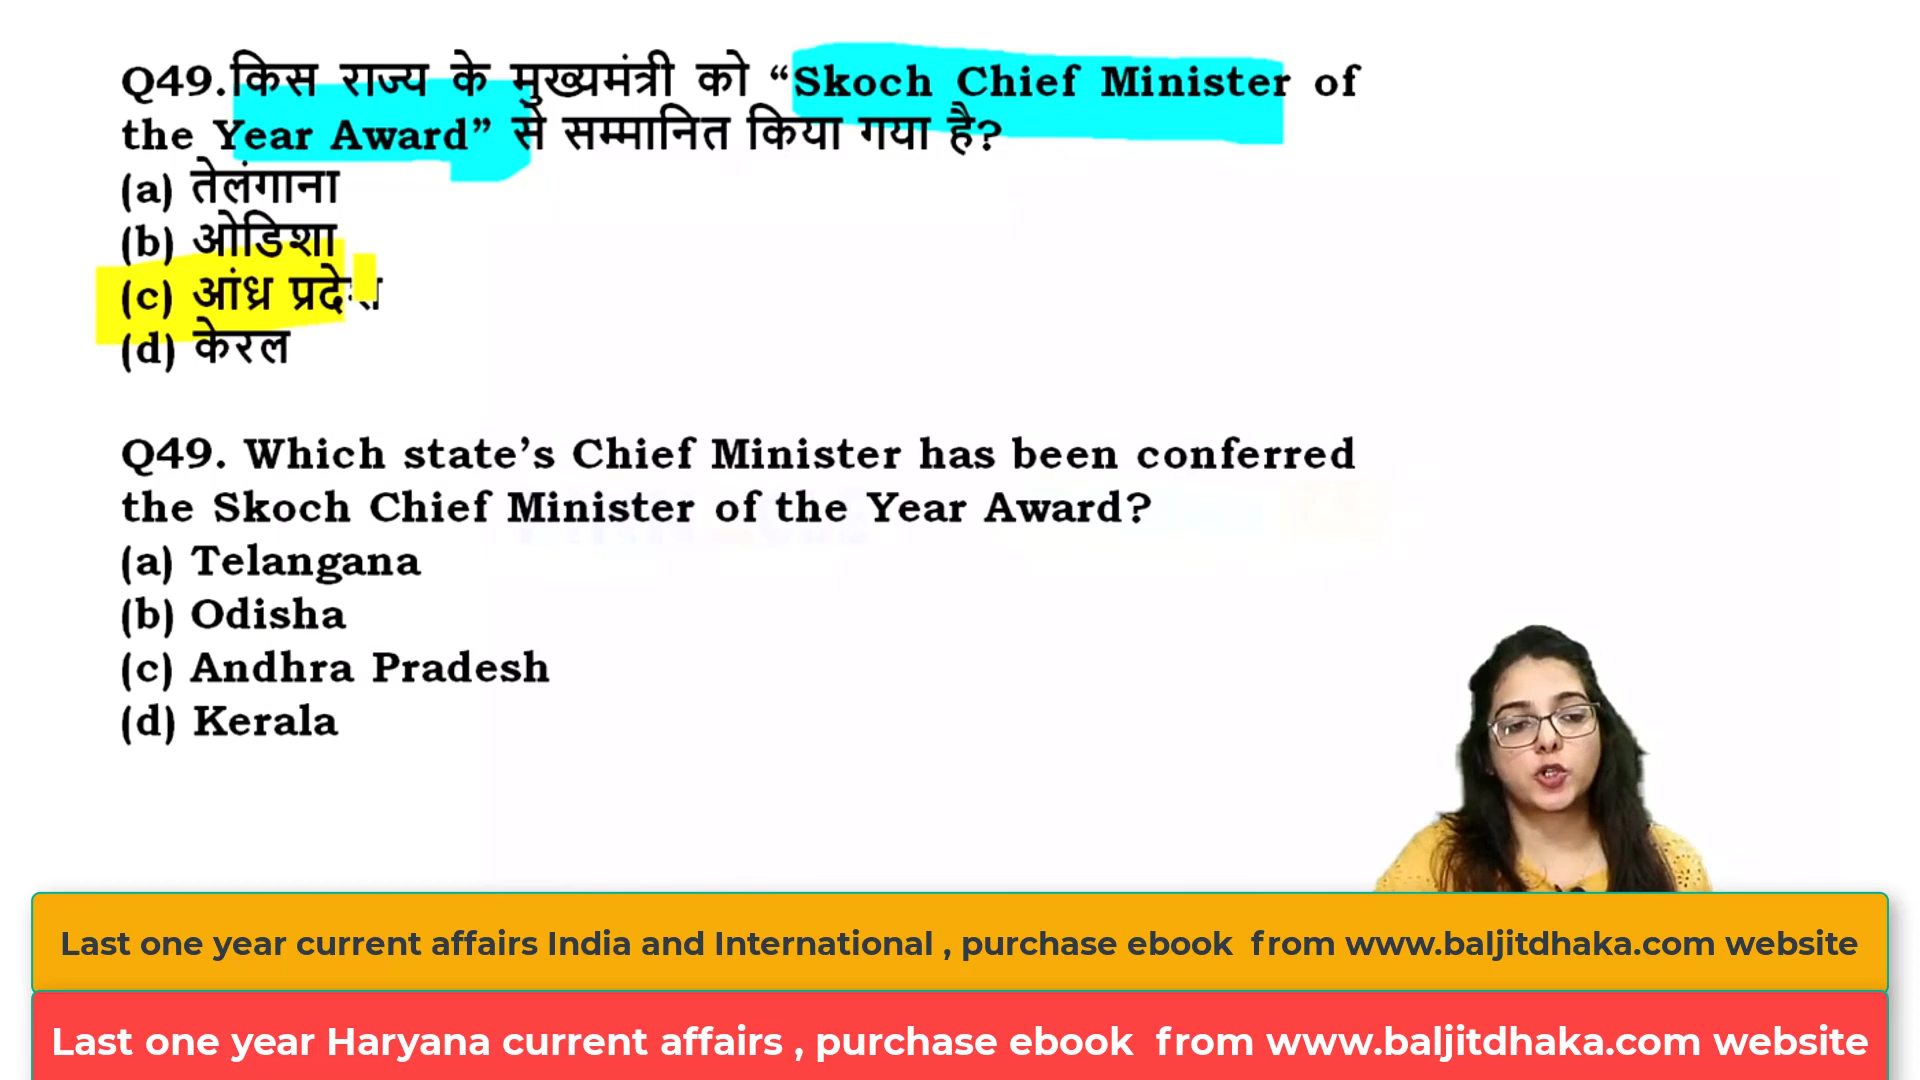 Q49.किस राज्य के मुख्यमंत्री को “Skoch Chief Minister of
the Year Award” से सम्मानित किया गया है?
(a) तेलंगाना
(b) ओडिशा
(c) आंध्र प्रदेश
(d) केरल
Q49. Which state’s Chief Minister has been conferred
the Skoch Chief Minister of the Year Award?
(a) Telangana
(b) Odisha
(c) Andhra Pradesh
(d) Kerala
Last one year current affairs India and International , purchase ebook from www.baljitdhaka.com website
Last one year Haryana current affairs , purchase ebook from www.baljitdhaka.com website